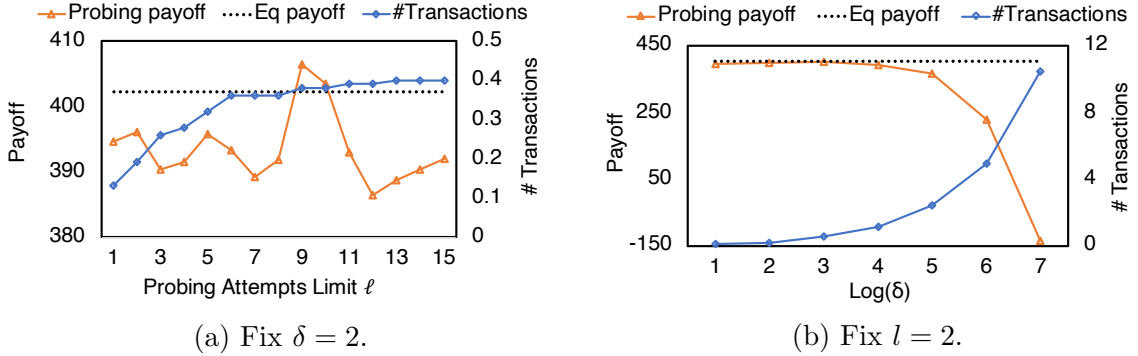 Probing payoff Eq payoff #Transactions
410
400
390
380
Payoff
0.5
0.4
0.3
0.2
0.1
0
# Transactions
1 3 5 7 9 11 13 15
Probing Attempts Limit ℓ
(a) Fix δ = 2.
Probing payoff Eq payoff #Transactions
450
250
50
-150
Payoff
12
8
4
0
# Tansactions
1 2 3 4 5 6 7
Log(δ)
(b) Fix l = 2.